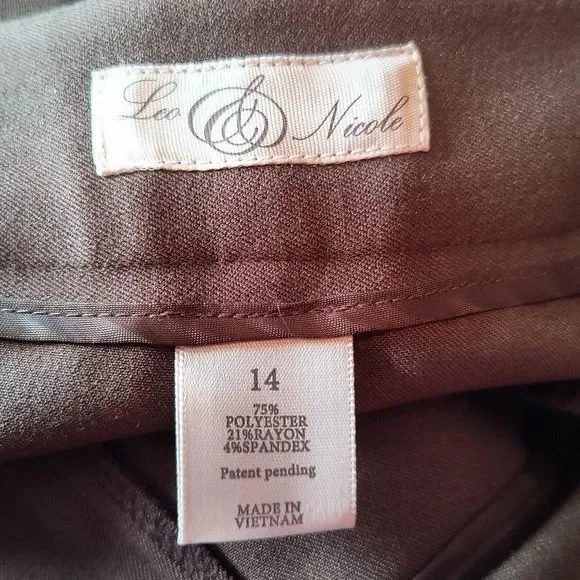 Leo & Nicole
14
75%
POLYESTER
21%RAYON
4%SPANDEX
Patent pending
MADE IN
VIETNAM